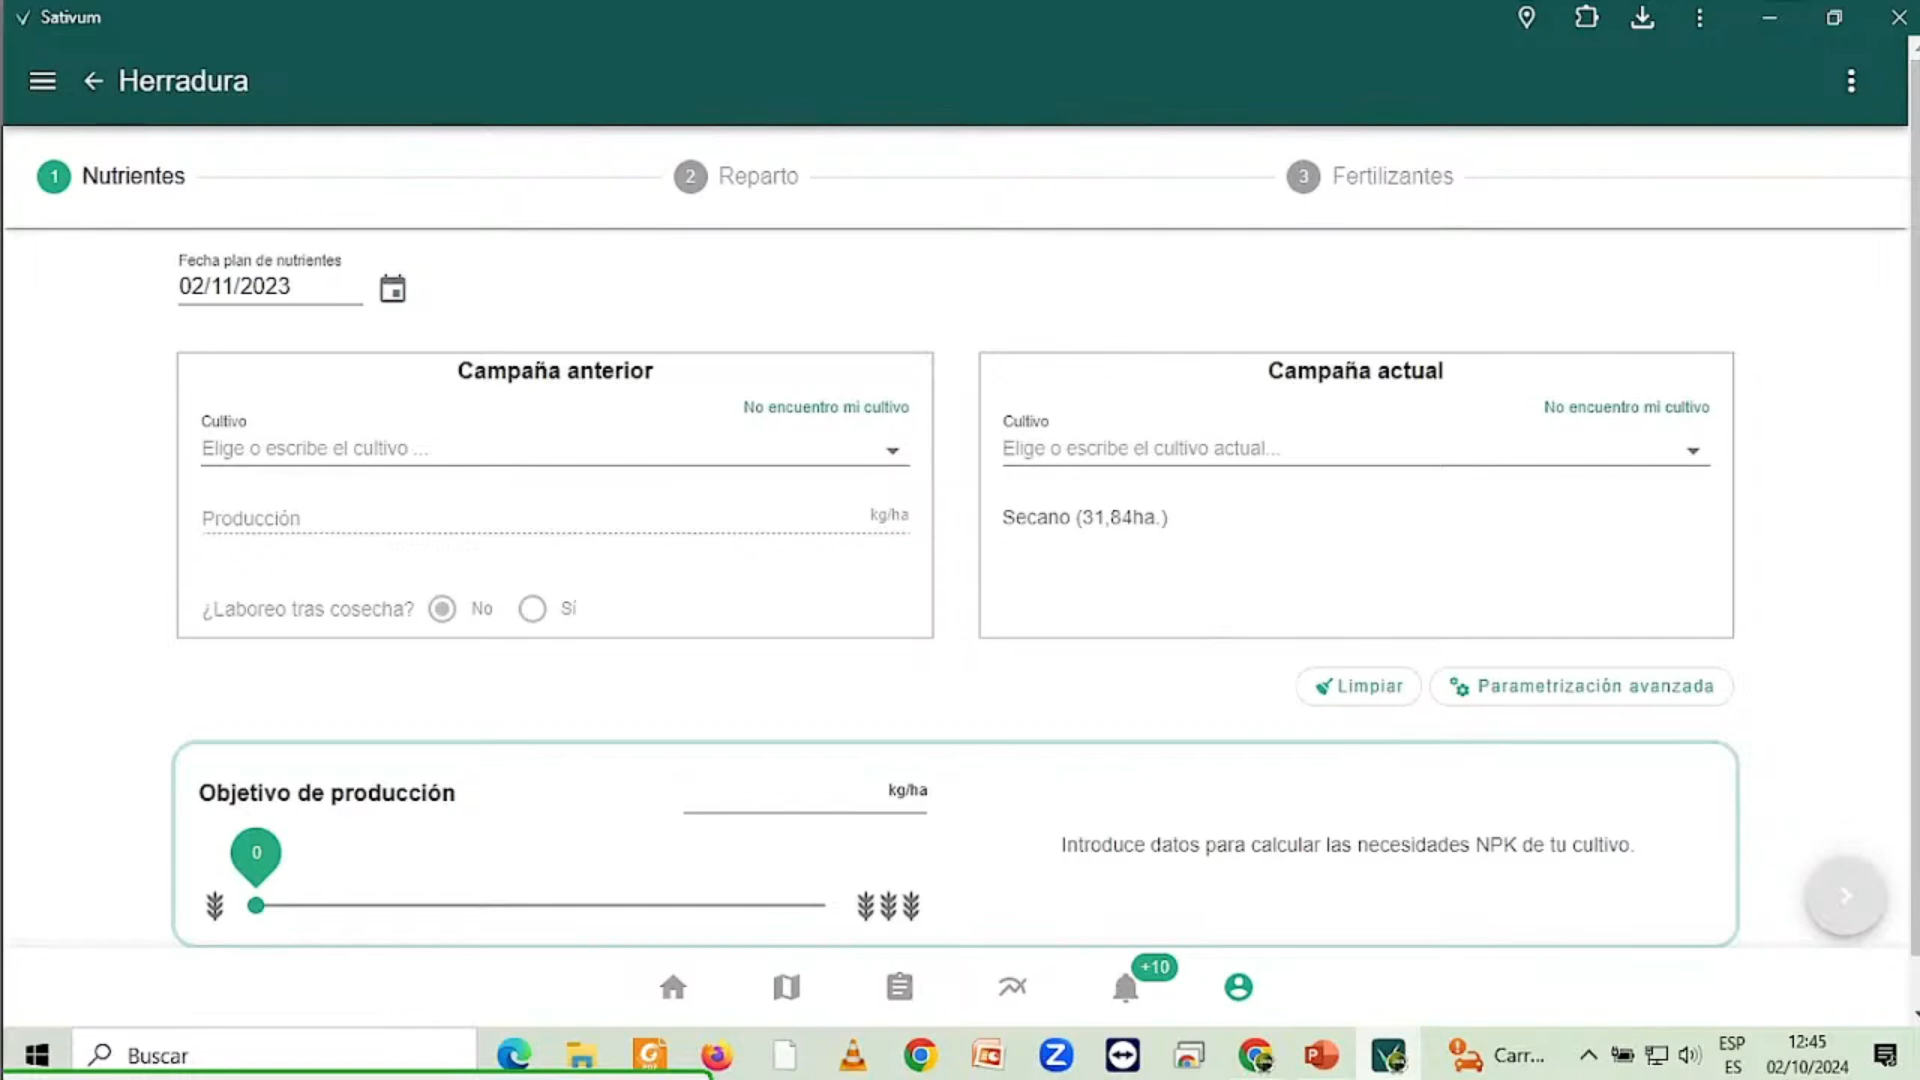 Sativum
Herradura
1 Nutrientes
2 Reparto
3 Fertilizantes
Fecha plan de nutrientes
02/11/2023
Campaña anterior
No encuentro mi cultivo
Cultivo
Elige o escribe el cultivo ...
Producción
kg/ha
¿Laboreo tras cosecha? No Sí
Campaña actual
No encuentro mi cultivo
Cultivo
Elige o escribe el cultivo actual...
Secano (31,84ha.)
Limpiar
Parametrización avanzada
Objetivo de producción
kg/ha
0
Introduce datos para calcular las necesidades NPK de tu cultivo.
+10
Buscar
Carr...
ESP
ES
12:45
02/10/2024